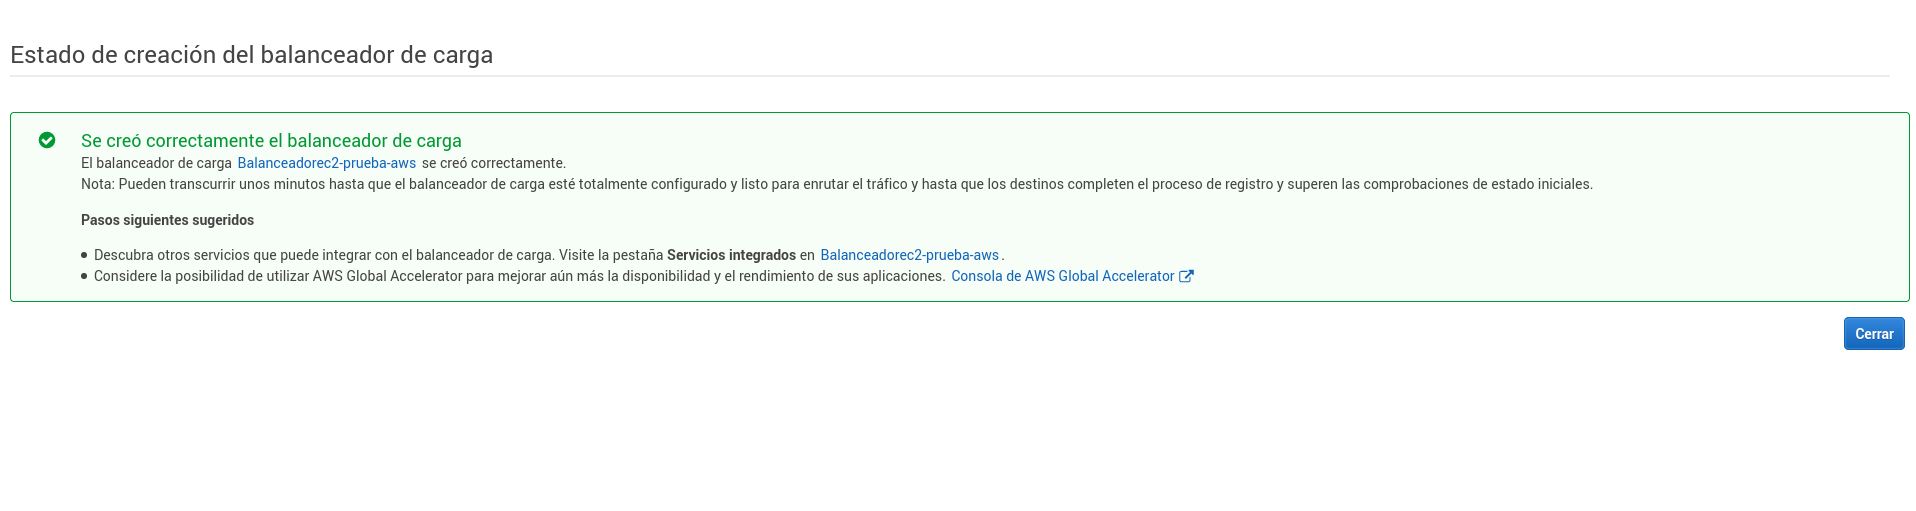 Estado de creación del balanceador de carga
Se creó correctamente el balanceador de carga
El balanceador de carga Balanceadorec2-prueba-aws se creó correctamente.
Nota: Pueden transcurrir unos minutos hasta que el balanceador de carga esté totalmente configurado y listo para enrutar el tráfico y hasta que los destinos completen el proceso de registro y superen las comprobaciones de estado iniciales.
Pasos siguientes sugeridos
• Descubra otros servicios que puede integrar con el balanceador de carga. Visite la pestaña Servicios integrados en Balanceadorec2-prueba-aws.
• Considere la posibilidad de utilizar AWS Global Accelerator para mejorar aún más la disponibilidad y el rendimiento de sus aplicaciones. Consola de AWS Global Accelerator
Cerrar